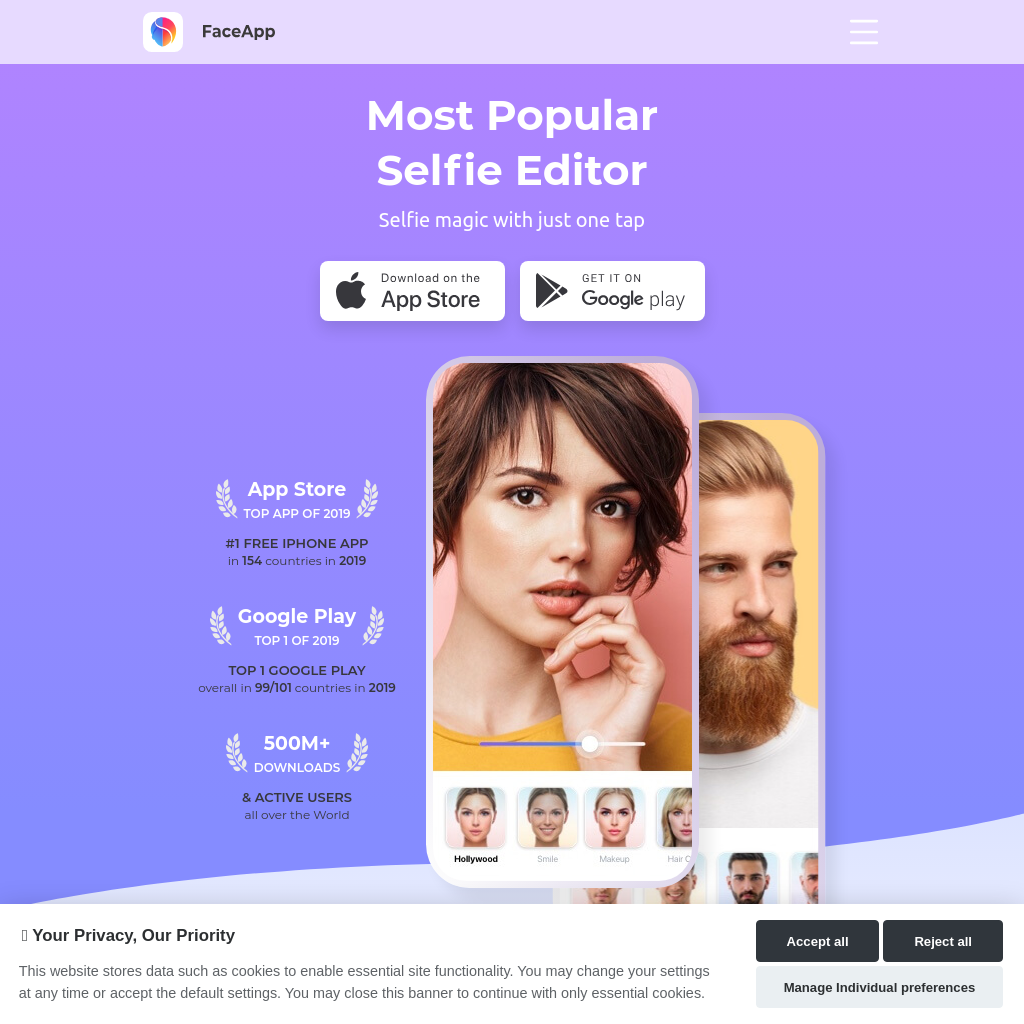 FaceApp
Most Popular
Selfie Editor
Selfie magic with just one tap
Download on the
App Store
GET IT ON
Google play
App Store
TOP APP OF 2019
#1 FREE IPHONE APP
in 154 countries in 2019
Google Play
TOP 1 OF 2019
TOP 1 GOOGLE PLAY
overall in 99/101 countries in 2019
500M+
DOWNLOADS
& ACTIVE USERS
all over the World
Hollywood
Smile
Makeup
Hair C
Your Privacy, Our Priority
This website stores data such as cookies to enable essential site functionality. You may change your settings
at any time or accept the default settings. You may close this banner to continue with only essential cookies.
Accept all
Reject all
Manage Individual preferences